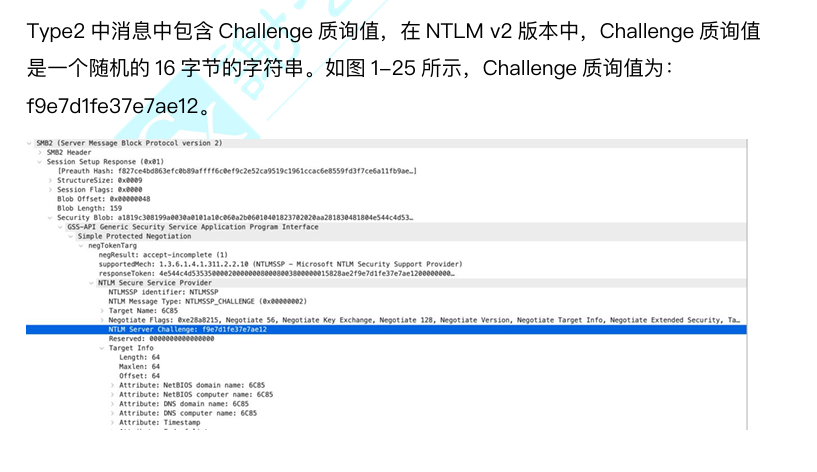 Type2 中消息中包含 Challenge 质询值，在 NTLM v2 版本中，Challenge 质询值
是一个随机的 16 字节的字符串。如图 1–25 所示，Challenge 质询值为：
f9e7d1fe37e7ae12。
SMB2 (Server Message Block Protocol version 2)
SMB2 Header
Session Setup Response (0x01)
[Preauth Hash: f827ce4bd863efc0b89affff6c0ef9c2e52ca9519c1961ccac6e8559fd3f7ce6a11fb9ae…]
StructureSize: 0x0009
Session Flags: 0x0000
Blob Offset: 0x00000048
Blob Length: 159
Security Blob: a1819c308199a0030a0101a10c060a2b06010401823702020aa281830481804e544c4d53…
GSS-API Generic Security Service Application Program Interface
Simple Protected Negotiation
negTokenTarg
negResult: accept-incomplete (1)
supportedMech: 1.3.6.1.4.1.311.2.2.10 (NTLMSSP - Microsoft NTLM Security Support Provider)
responseToken: 4e544c4d5353500002000000080008003800000015828ae2f9e7d1fe37e7ae1200000000…
NTLM Secure Service Provider
NTLMSSP identifier: NTLMSSP
NTLM Message Type: NTLMSSP_CHALLENGE (0x00000002)
Target Name: 6C85
Negotiate Flags: 0xe28a8215, Negotiate 56, Negotiate Key Exchange, Negotiate 128, Negotiate Version, Negotiate Target Info, Negotiate Extended Security, Ta…
NTLM Server Challenge: f9e7d1fe37e7ae12
Reserved: 0000000000000000
Target Info
Length: 64
Maxlen: 64
Offset: 64
Attribute: NetBIOS domain name: 6C85
Attribute: NetBIOS computer name: 6C85
Attribute: DNS domain name: 6C85
Attribute: DNS computer name: 6C85
Attribute: Timestamp